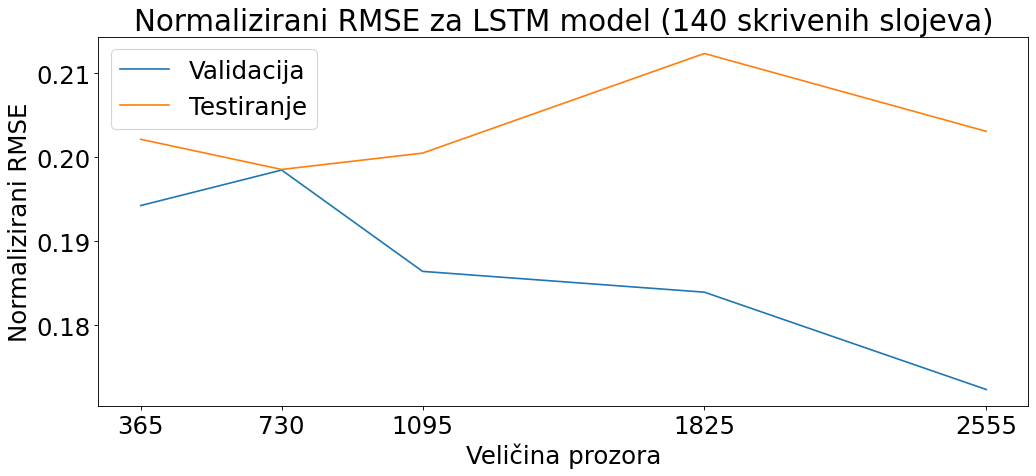 Normalizirani RMSE za LSTM model (140 skrivenih slojeva)
Validacija
Testiranje
Normalizirani RMSE
0.21
0.20
0.19
0.18
365 730 1095 1825 2555
Veličina prozora